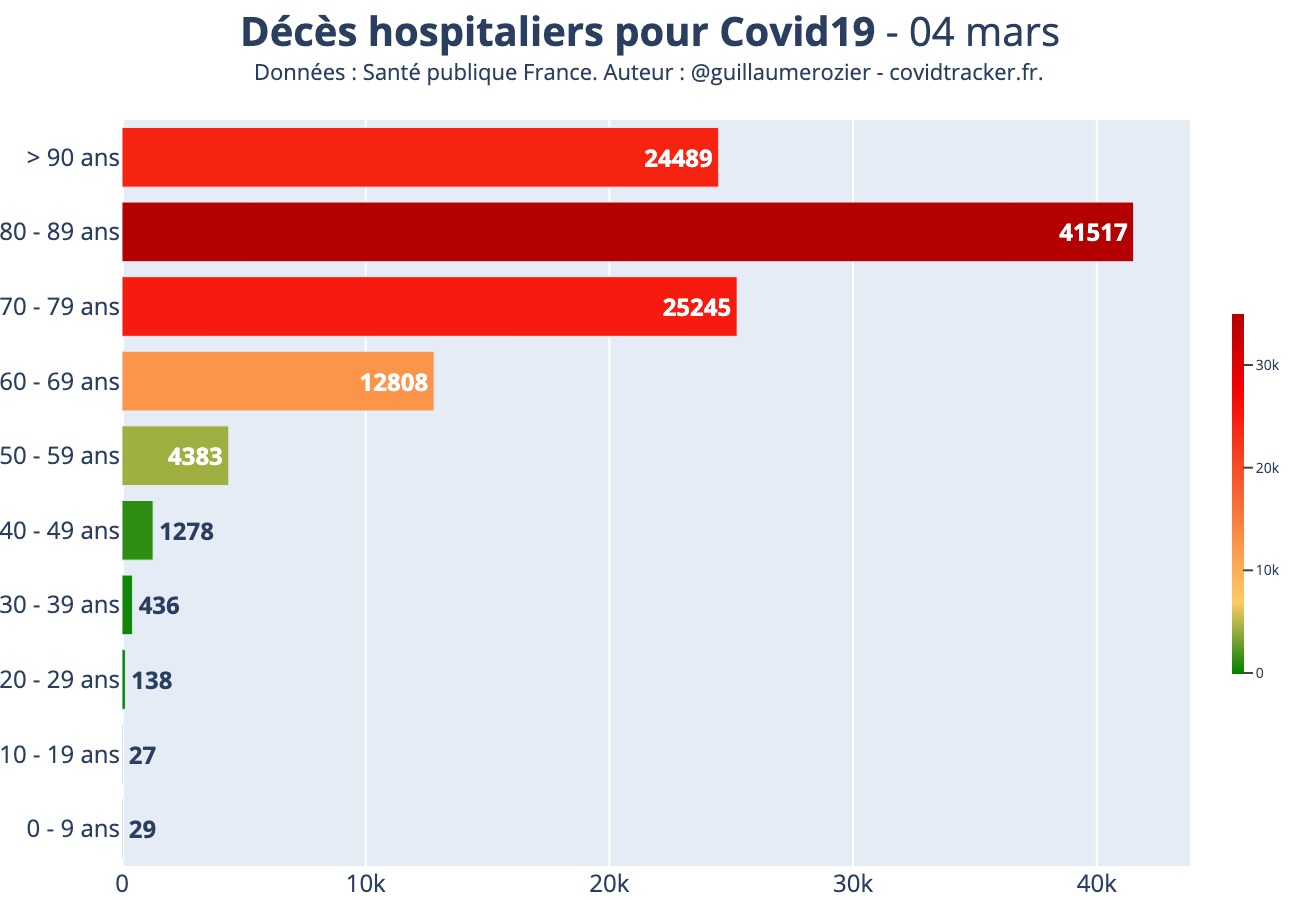 Décès hospitaliers pour Covid19 - 04 mars
Données : Santé publique France. Auteur : @guillaumerozier - covidtracker.fr.
> 90 ans 24489
80 - 89 ans 41517
70 - 79 ans 25245
60 - 69 ans 12808
50 - 59 ans 4383
40 - 49 ans 1278
30 - 39 ans 436
20 - 29 ans 138
10 - 19 ans 27
0 - 9 ans 29
0 10k 20k 30k 40k
30k
20k
10k
0